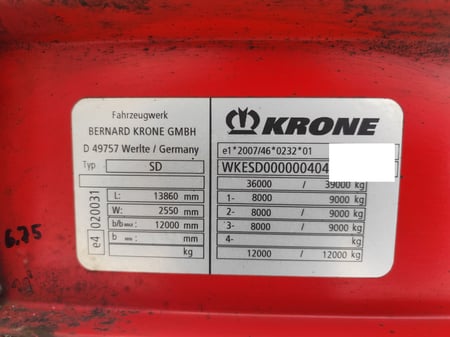 Fahrzeugwerk
BERNARD KRONE GMBH
D 49757 Werlte / Germany
Typ SD
e4 020031
L: 13860 mm
W: 2550 mm
b/bmax: 12000 mm
b min: mm
kg
KRONE
e1*2007/46*0232*01
WKESD000000404
36000 / 39000 kg
1- 8000 9000 kg
2- 8000 9000 kg
3- 8000 9000 kg
4- kg
12000 / 12000 kg
6.25